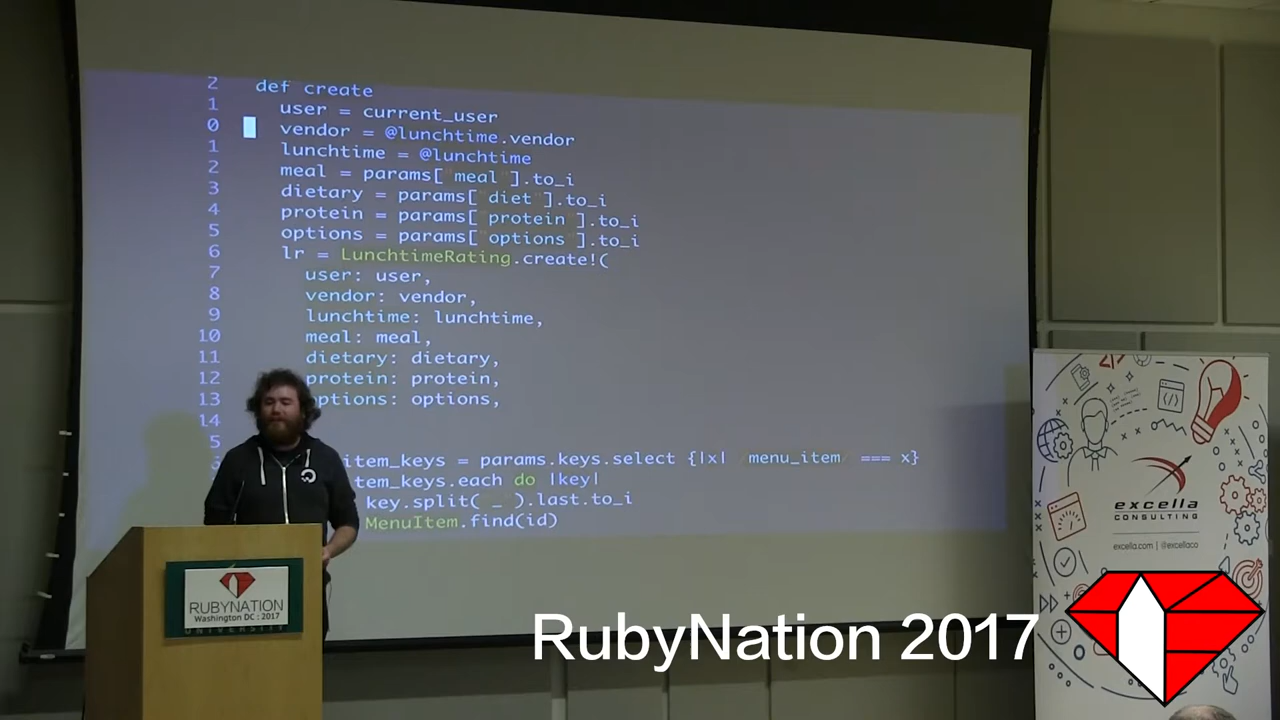 2 def create
1 user = current_user
0 vendor = @lunchtime.vendor
1 lunchtime = @lunchtime
2 meal = params["meal"].to_i
3 dietary = params["diet"].to_i
4 protein = params["protein"].to_i
5 options = params["options"].to_i
6 lr = LunchtimeRating.create!(
7 user: user,
8 vendor: vendor,
9 lunchtime: lunchtime,
10 meal: meal,
11 dietary: dietary,
12 protein: protein,
13 options: options,
14
5
item_keys = params.keys.select {|x| /menu_item/ === x}
tem_keys.each do |key|
key.split("_").last.to_i
MenuItem.find(id)
RUBYNATION
Washington DC : 2017
UNIVERSITY
excella
CONSULTING
excella.com | @excellaco
RubyNation 2017